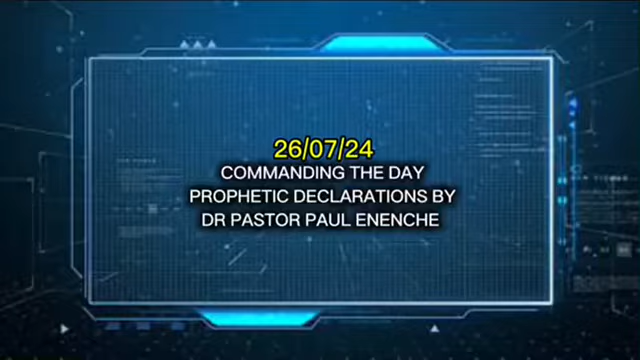 26/07/24
COMMANDING THE DAY
PROPHETIC DECLARATIONS BY
DR PASTOR PAUL ENENCHE